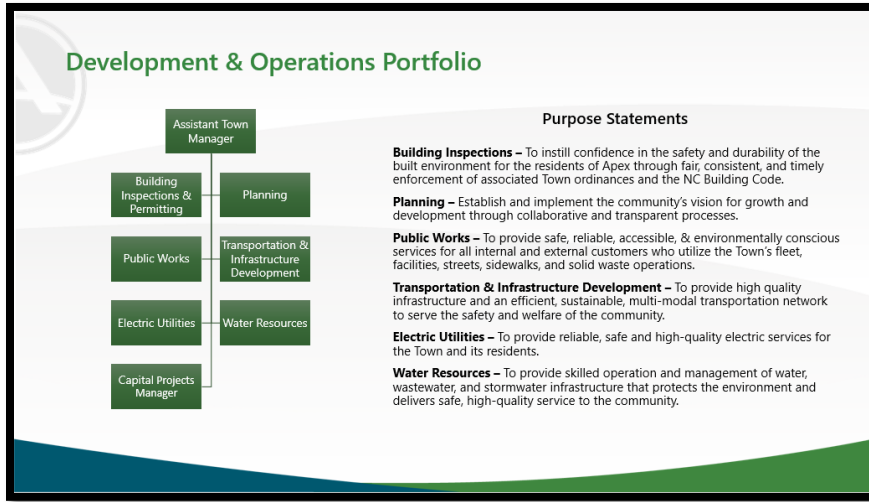 Development & Operations Portfolio
Assistant Town
Manager
Building
Inspections &
Permitting
Planning
Public Works
Transportation &
Infrastructure
Development
Electric Utilities
Water Resources
Capital Projects
Manager
Purpose Statements
Building Inspections – To instill confidence in the safety and durability of the
built environment for the residents of Apex through fair, consistent, and timely
enforcement of associated Town ordinances and the NC Building Code.
Planning – Establish and implement the community’s vision for growth and
development through collaborative and transparent processes.
Public Works – To provide safe, reliable, accessible, & environmentally conscious
services for all internal and external customers who utilize the Town’s fleet,
facilities, streets, sidewalks, and solid waste operations.
Transportation & Infrastructure Development – To provide high quality
infrastructure and an efficient, sustainable, multi-modal transportation network
to serve the safety and welfare of the community.
Electric Utilities – To provide reliable, safe and high-quality electric services for
the Town and its residents.
Water Resources – To provide skilled operation and management of water,
wastewater, and stormwater infrastructure that protects the environment and
delivers safe, high-quality service to the community.